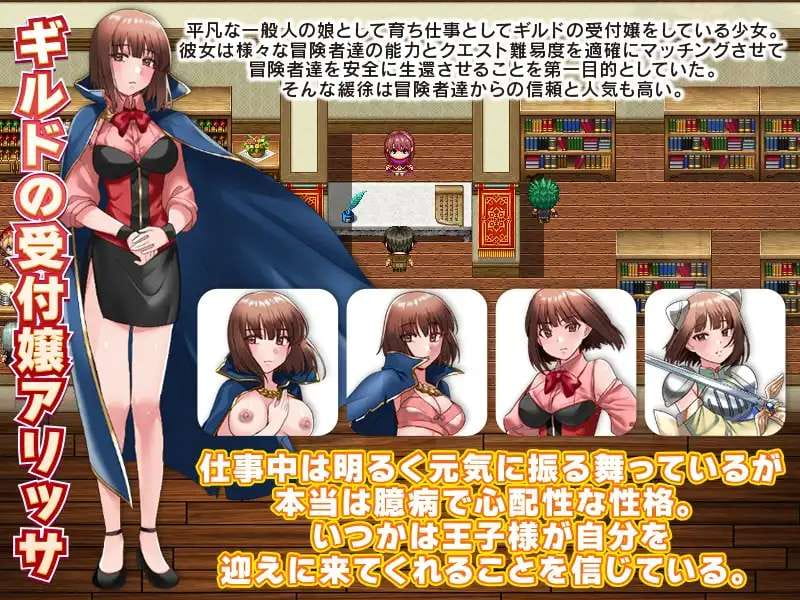 ギルドの受付嬢アリッサ
平凡な一般人の娘として育ち仕事としてギルドの受付嬢をしている少女。
彼女は様々な冒険者達の能力とクエスト難易度を適確にマッチングさせて
冒険者達を安全に生還させることを第一目的としていた。
そんな緩徐は冒険者達からの信頼と人気も高い。
仕事中は明るく元気に振る舞っているが
本当は臆病で心配性な性格。
いつかは王子様が自分を
迎えに来てくれることを信じている。